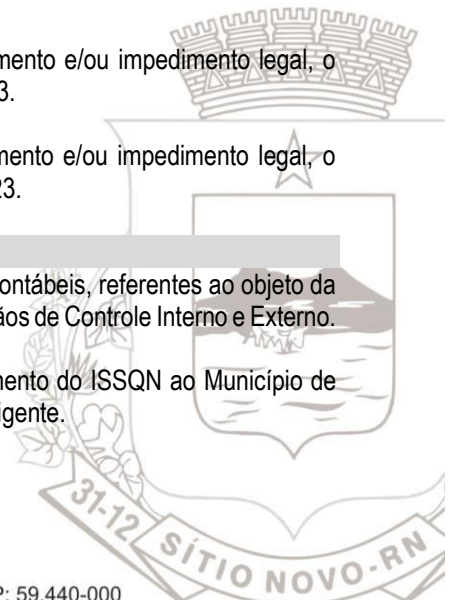 mento e/ou impedimento legal, o
3.
mento e/ou impedimento legal, o
23.
ontábeis, referentes ao objeto da
ãos de Controle Interno e Externo.
mento do ISSQN ao Município de
igente.
31-12 SÍTIO NOVO-RN
P: 59.440-000